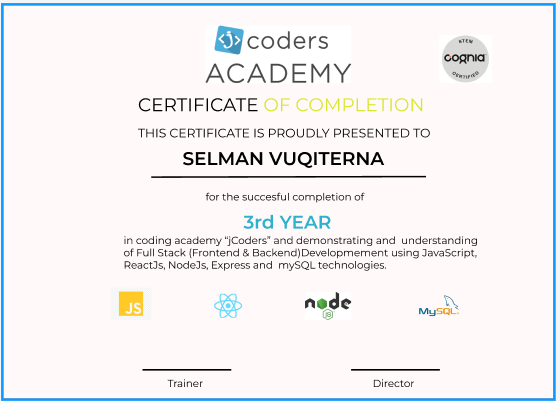 <j> coders
ACADEMY
STEM
cognia
CERTIFIED
CERTIFICATE OF COMPLETION
THIS CERTIFICATE IS PROUDLY PRESENTED TO
SELMAN VUQITERNA
for the succesful completion of
3rd YEAR
in coding academy “jCoders” and demonstrating and understanding
of Full Stack (Frontend & Backend)Developmement using JavaScript,
ReactJs, NodeJs, Express and mySQL technologies.
JS
node
JS
MySQL
Trainer
Director